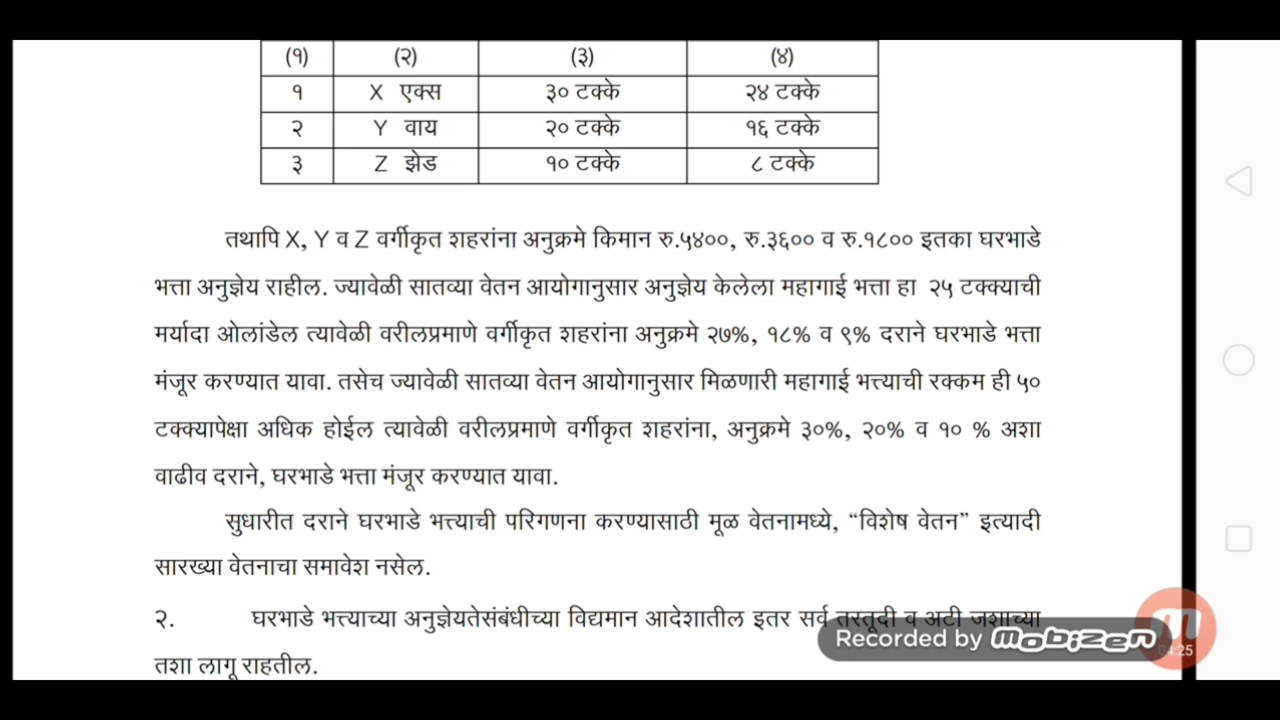 (१) (२) (३) (४)
१ X एक्स ३० टक्के २४ टक्के
२ Y वाय २० टक्के १६ टक्के
३ Z झेड १० टक्के ८ टक्के
तथापि X, Y व Z वर्गीकृत शहरांना अनुक्रमे किमान रु.५४००, रु.३६०० व रु.१८०० इतका घरभाडे
भत्ता अनुज्ञेय राहील. ज्यावेळी सातव्या वेतन आयोगानुसार अनुज्ञेय केलेला महागाई भत्ता हा २५ टक्क्याची
मर्यादा ओलांडेल त्यावेळी वरीलप्रमाणे वर्गीकृत शहरांना अनुक्रमे २७%, १८% व ९% दराने घरभाडे भत्ता
मंजूर करण्यात यावा. तसेच ज्यावेळी सातव्या वेतन आयोगानुसार मिळणारी महागाई भत्त्याची रक्कम ही ५०
टक्क्यापेक्षा अधिक होईल त्यावेळी वरीलप्रमाणे वर्गीकृत शहरांना, अनुक्रमे ३०%, २०% व १० % अशा
वाढीव दराने, घरभाडे भत्ता मंजूर करण्यात यावा.
सुधारीत दराने घरभाडे भत्त्याची परिगणना करण्यासाठी मूळ वेतनामध्ये, “विशेष वेतन” इत्यादी
सारख्या वेतनाचा समावेश नसेल.
२. घरभाडे भत्त्याच्या अनुज्ञेयतेसंबंधीच्या विद्यमान आदेशातील इतर सर्व तरतूदी व अटी जशाच्या
Recorded by mobizen
04:25
तशा लागू राहतील.